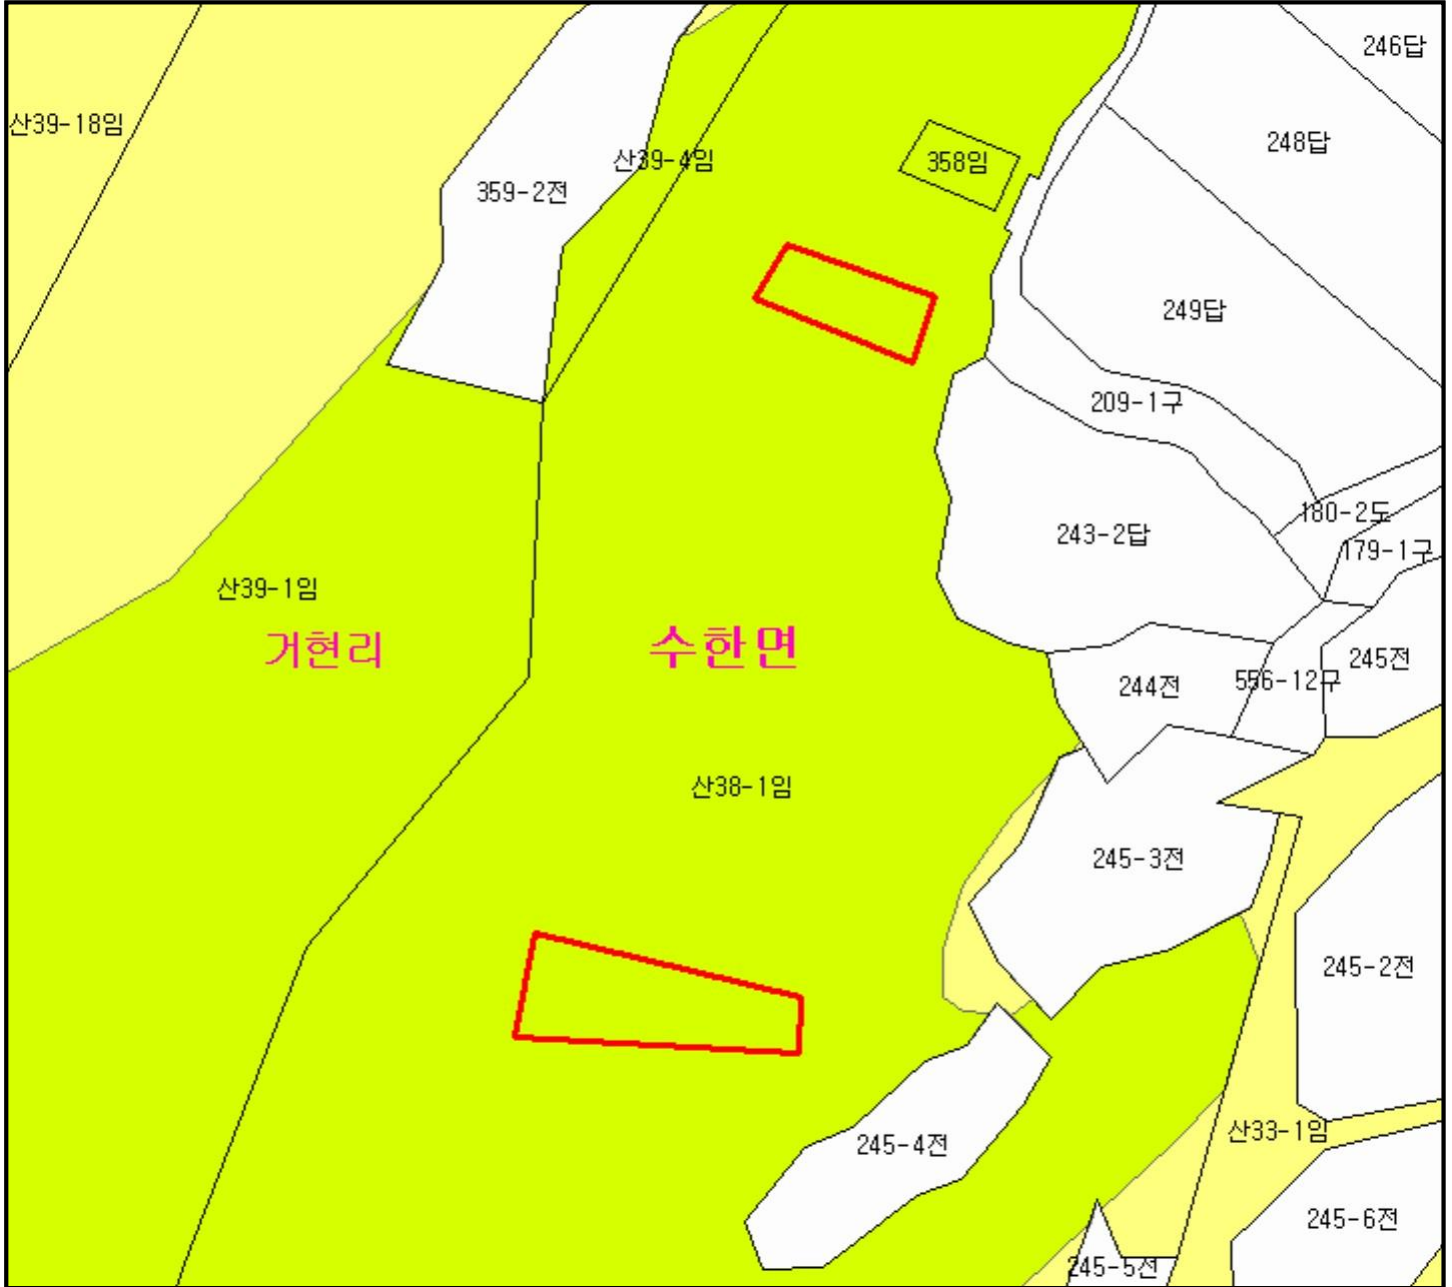 246답
산39-18임
248답
산39-4임
358임
359-2전
249답
209-1구
180-2도
243-2답
179-1구
산39-1임
거현리
수한면
245전
244전
556-12구
산38-1임
245-3전
245-2전
산33-1임
245-4전
245-6전
245-5전